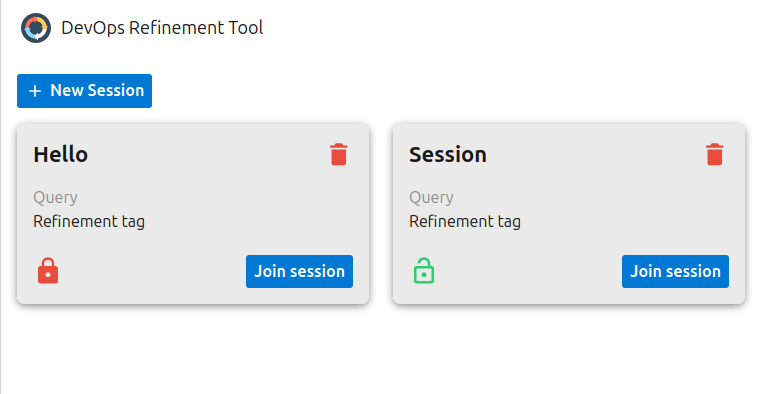 DevOps Refinement Tool
+ New Session
Hello
Query
Refinement tag
Join session
Session
Query
Refinement tag
Join session